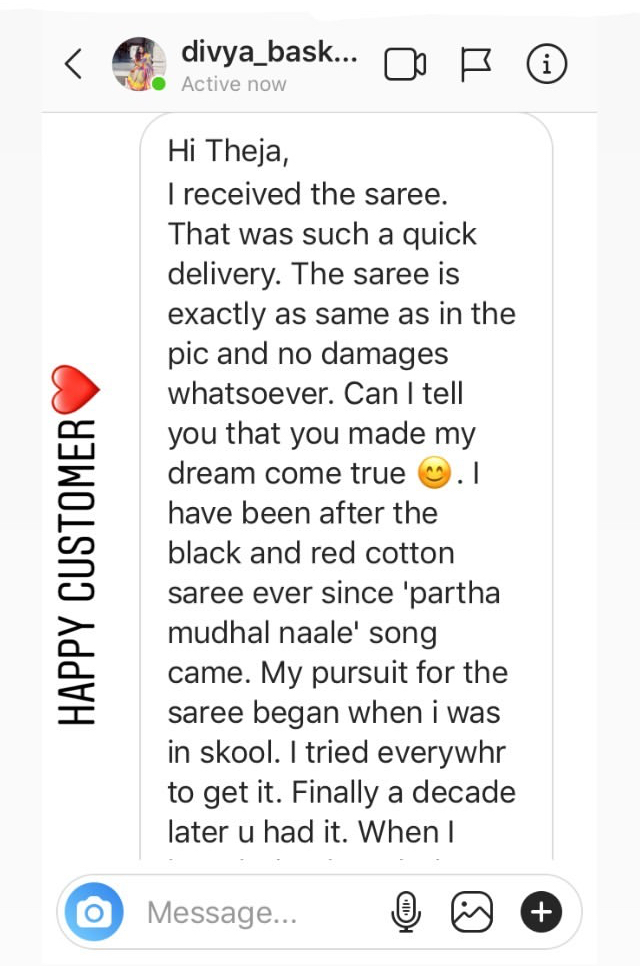 divya_bask...
Active now
Hi Theja,
I received the saree.
That was such a quick
delivery. The saree is
exactly as same as in the
pic and no damages
whatsoever. Can I tell
you that you made my
dream come true 😊. I
have been after the
black and red cotton
saree ever since 'partha
mudhal naale' song
came. My pursuit for the
saree began when i was
in skool. I tried everywhr
to get it. Finally a decade
later u had it. When I
HAPPY CUSTOMER❤️
Message...